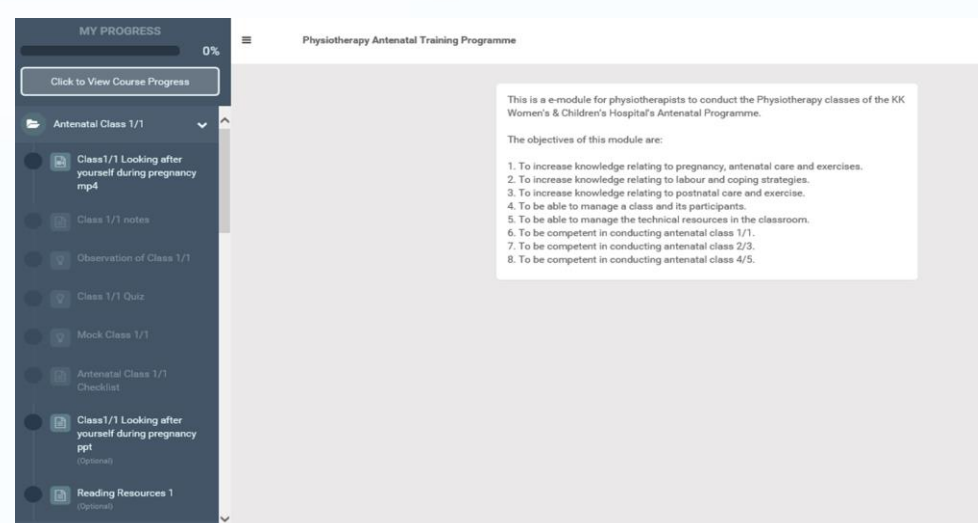 MY PROGRESS
0%
Click to View Course Progress
Antenatal Class 1/1
Class1/1 Looking after
yourself during pregnancy
mp4
Class 1/1 notes
Observation of Class 1/1
Class 1/1 Quiz
Mock Class 1/1
Antenatal Class 1/1
Checklist
Class1/1 Looking after
yourself during pregnancy
ppt
(Optional)
Reading Resources 1
(Optional)
Physiotherapy Antenatal Training Programme
This is a e-module for physiotherapists to conduct the Physiotherapy classes of the KK
Women's & Children's Hospital's Antenatal Programme.
The objectives of this module are:
1. To increase knowledge relating to pregnancy, antenatal care and exercises.
2. To increase knowledge relating to labour and coping strategies.
3. To increase knowledge relating to postnatal care and exercise.
4. To be able to manage a class and its participants.
5. To be able to manage the technical resources in the classroom.
6. To be competent in conducting antenatal class 1/1.
7. To be competent in conducting antenatal class 2/3.
8. To be competent in conducting antenatal class 4/5.